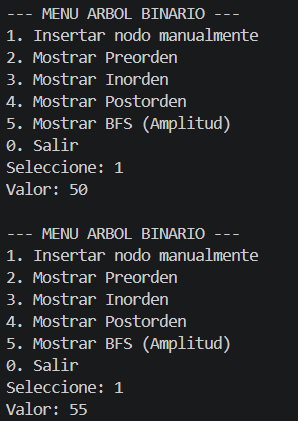 --- MENU ARBOL BINARIO ---
1. Insertar nodo manualmente
2. Mostrar Preorden
3. Mostrar Inorden
4. Mostrar Postorden
5. Mostrar BFS (Amplitud)
0. Salir
Seleccione: 1
Valor: 50

--- MENU ARBOL BINARIO ---
1. Insertar nodo manualmente
2. Mostrar Preorden
3. Mostrar Inorden
4. Mostrar Postorden
5. Mostrar BFS (Amplitud)
0. Salir
Seleccione: 1
Valor: 55